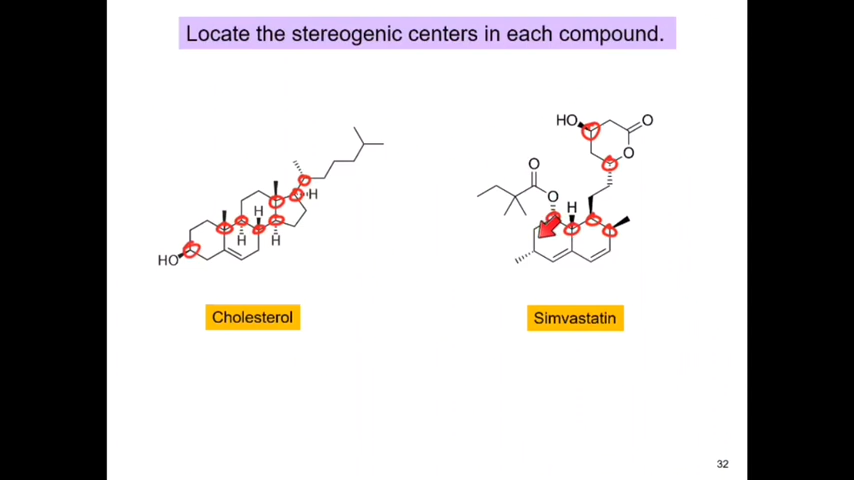 Locate the stereogenic centers in each compound.
HO
H
H
H
H
Cholesterol
HO
O
O
O
O
H
Simvastatin
32